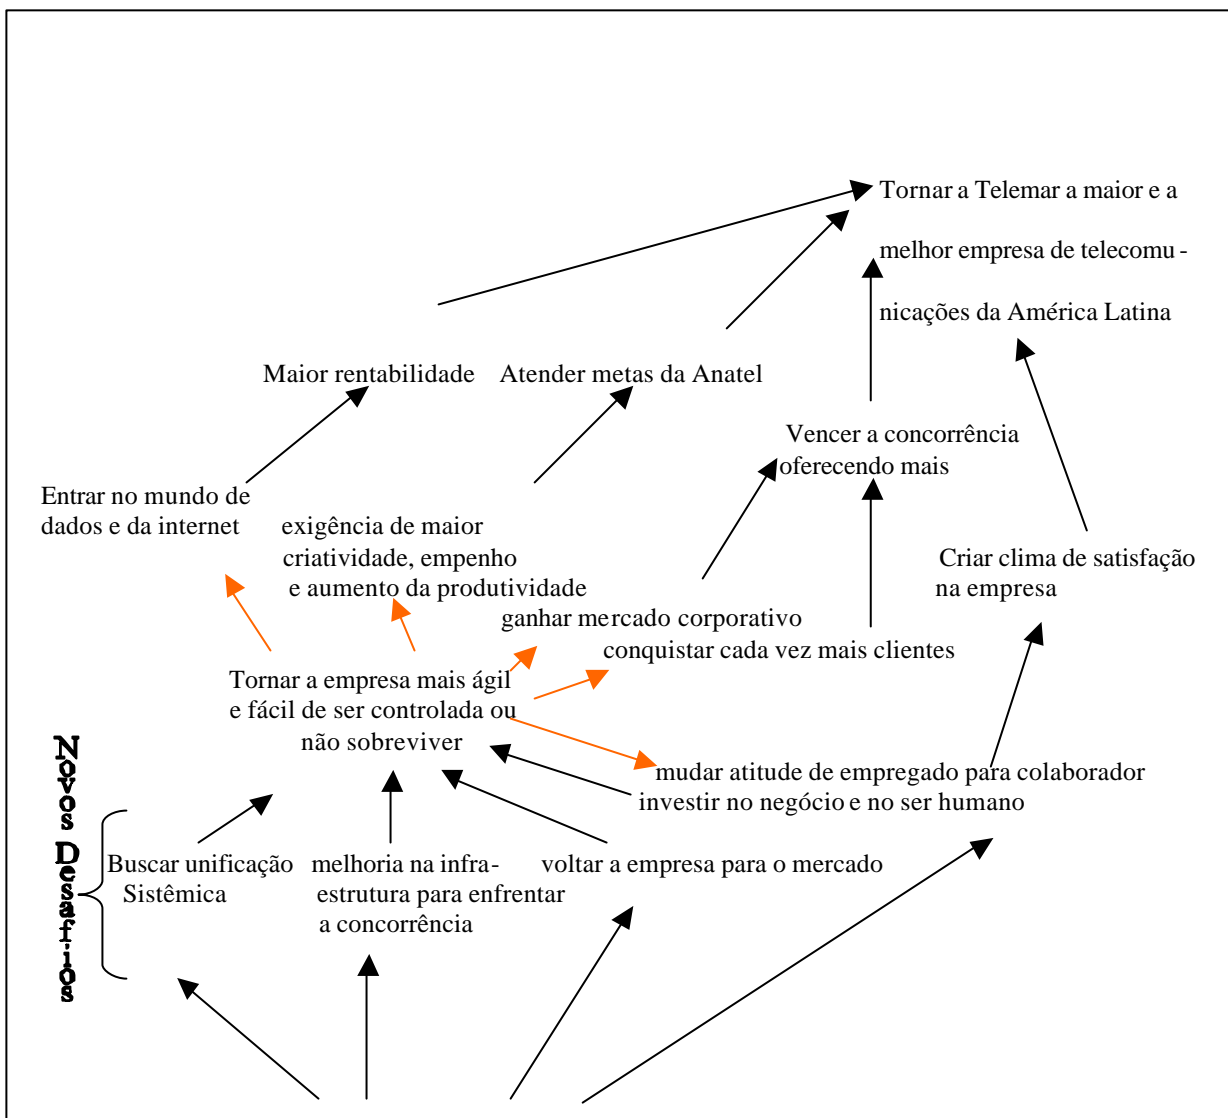 Tornar a Telemar a maior e a
melhor empresa de telecomu -
nicações da América Latina
Maior rentabilidade
Atender metas da Anatel
Vencer a concorrência
oferecendo mais
Entrar no mundo de
dados e da internet
exigência de maior
criatividade, empenho
e aumento da produtividade
Criar clima de satisfação
na empresa
ganhar mercado corporativo
conquistar cada vez mais clientes
Tornar a empresa mais ágil
e fácil de ser controlada ou
não sobreviver
mudar atitude de empregado para colaborador
investir no negócio e no ser humano
Novos Desafios
Buscar unificação
Sistêmica
melhoria na infra-
estrutura para enfrentar
a concorrência
voltar a empresa para o mercado